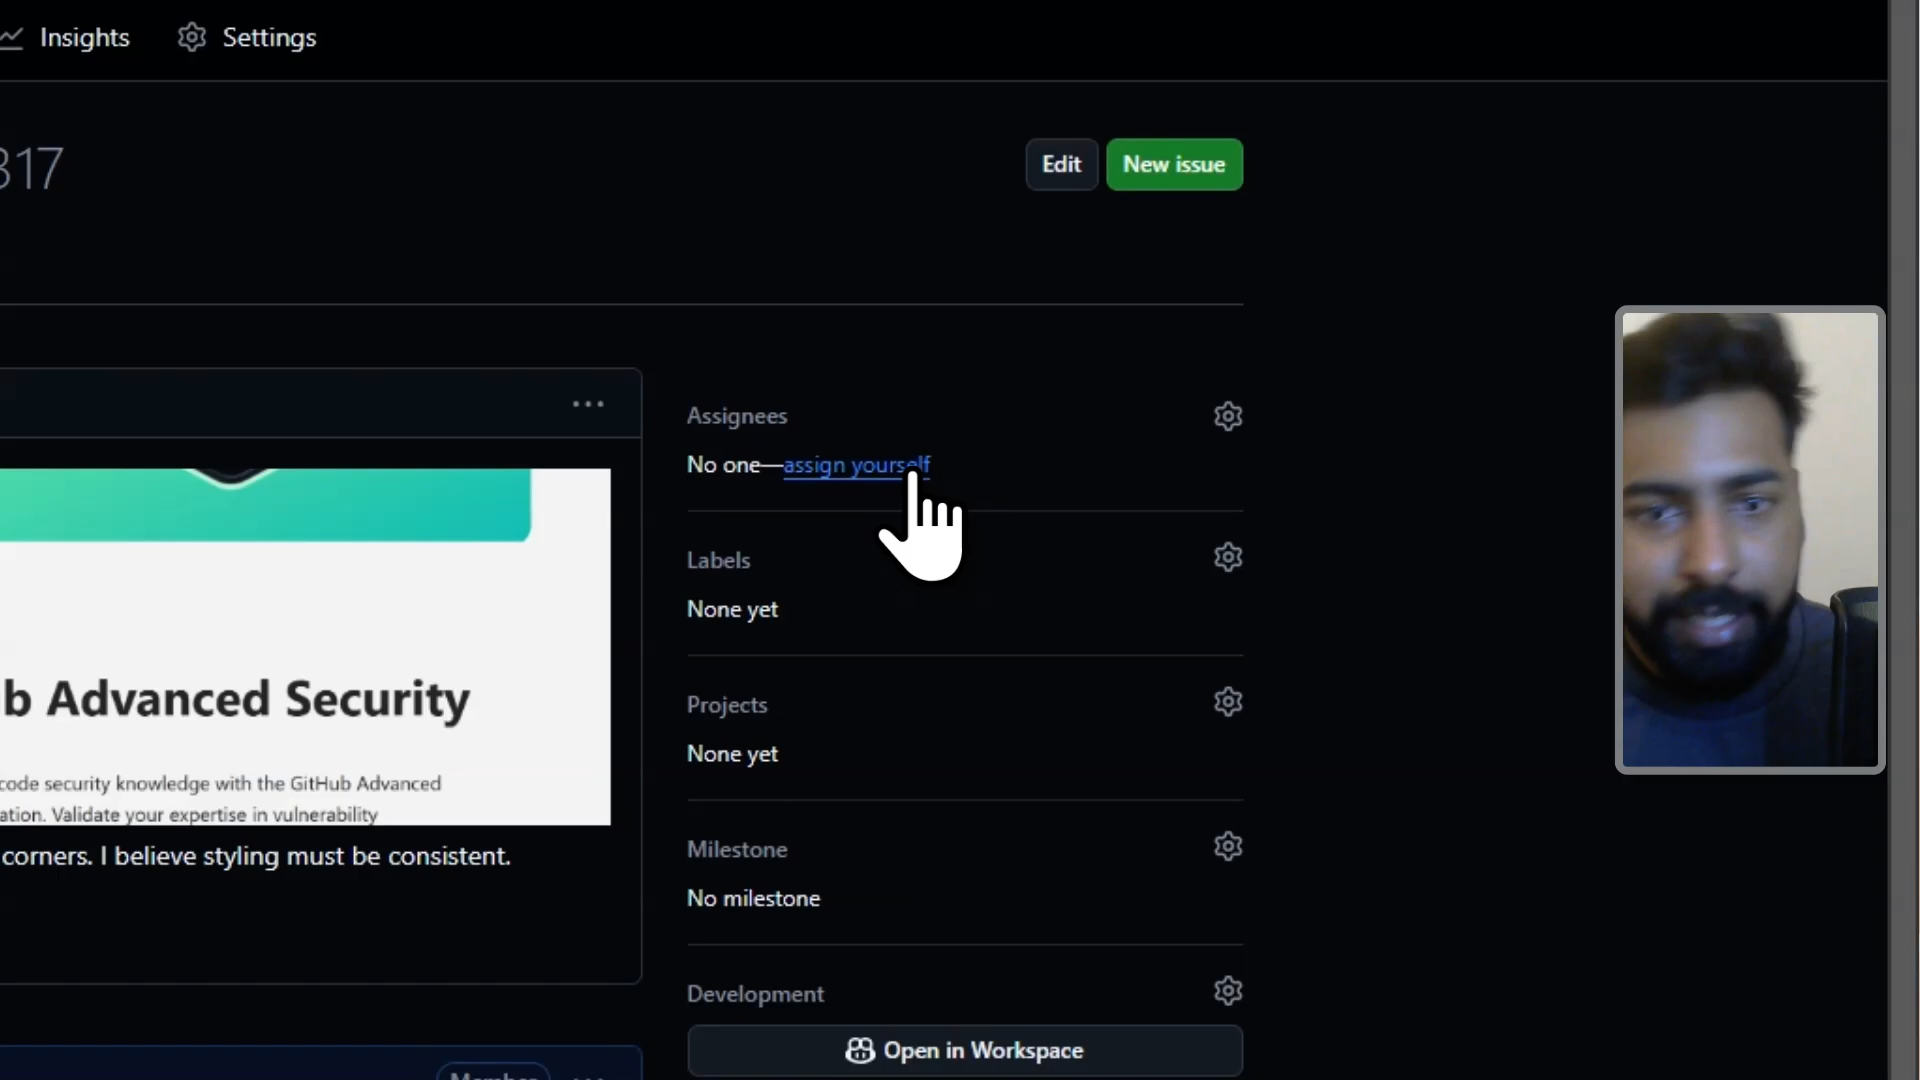 Insights Settings
317
Edit New issue
Assignees
No one—assign yourself
Labels
None yet
b Advanced Security
Projects
None yet
code security knowledge with the GitHub Advanced
ation. Validate your expertise in vulnerability
corners. I believe styling must be consistent.
Milestone
No milestone
Development
Open in Workspace
Member